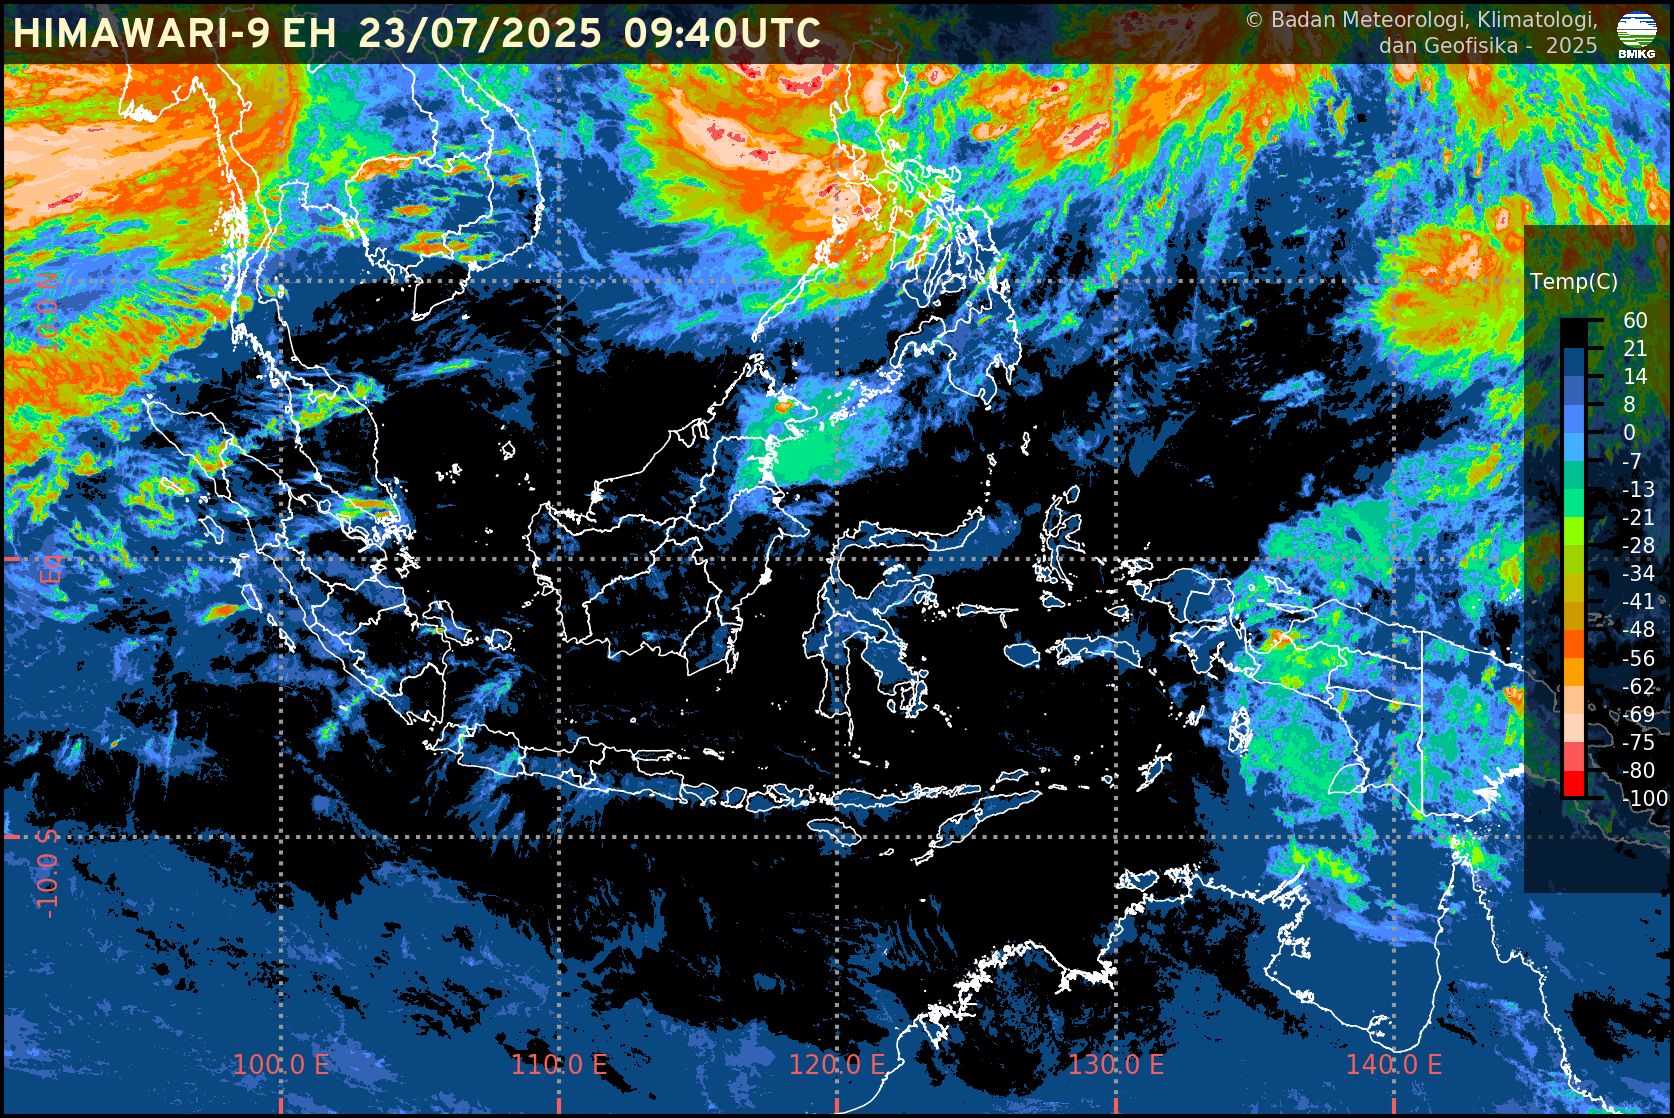 HIMAWARI-9 EH 23/07/2025 09:40UTC
© Badan Meteorologi, Klimatologi,
dan Geofisika - 2025
BMKG
10.0 N
Eq
-10.0 S
Temp(C)
60
21
14
8
0
-7
-13
-21
-28
-34
-41
-48
-56
-62
-69
-75
-80
-100
100.0 E
110.0 E
120.0 E
130.0 E
140.0 E